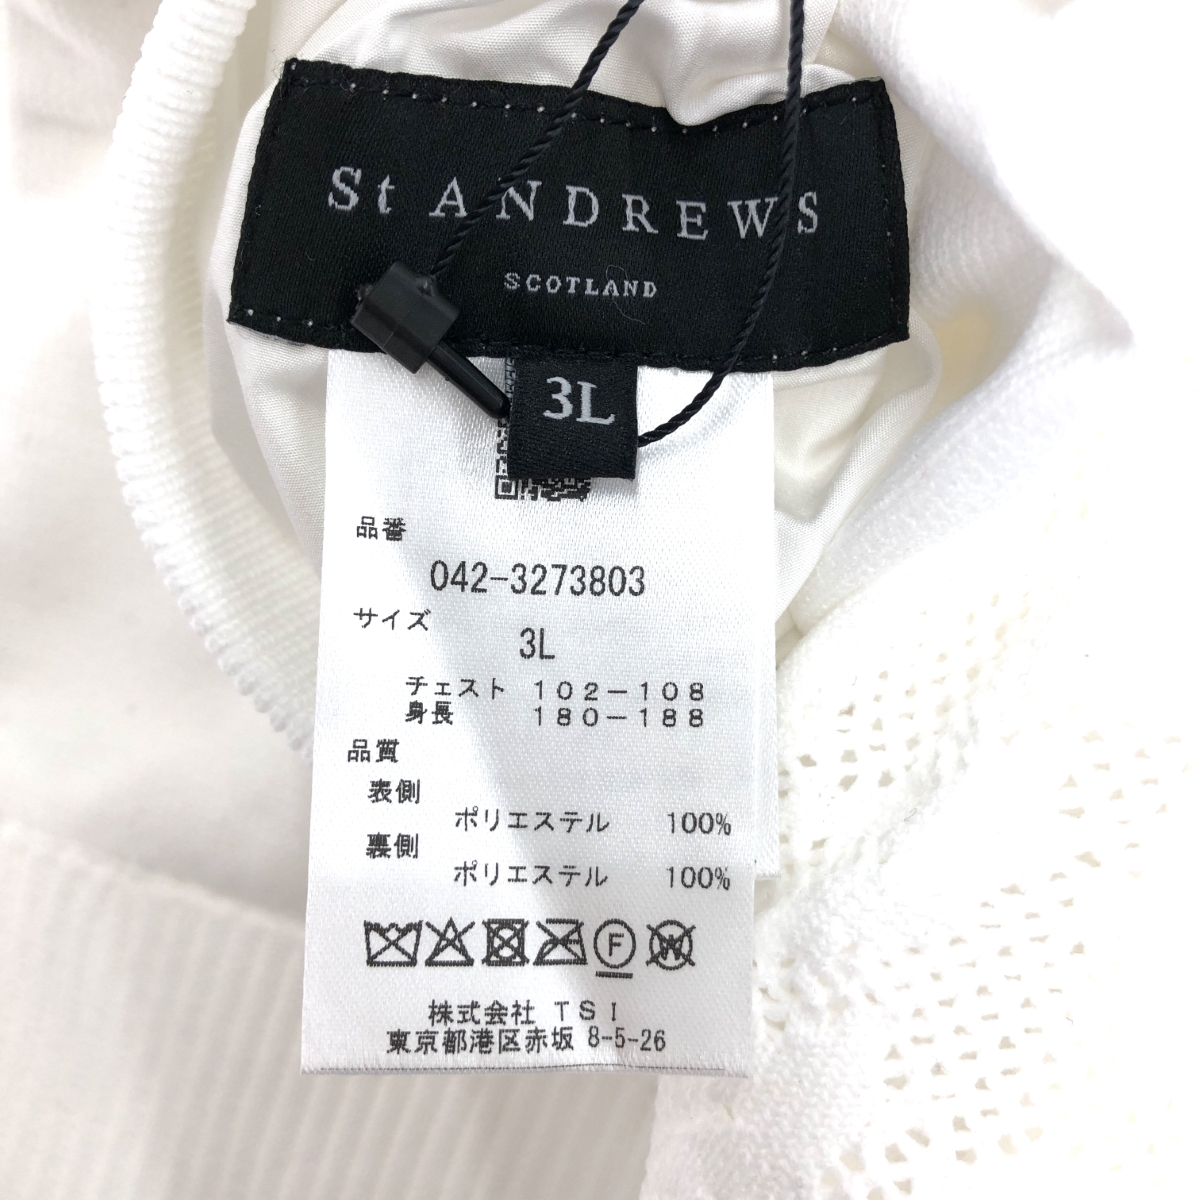 St ANDREWS
SCOTLAND
3L
品番
042-3273803
サイズ
3L
チェスト 102-108
身長 180-188
品質
表側
ポリエステル 100%
裏側
ポリエステル 100%
F
W
株式会社 TSI
東京都港区赤坂 8-5-26